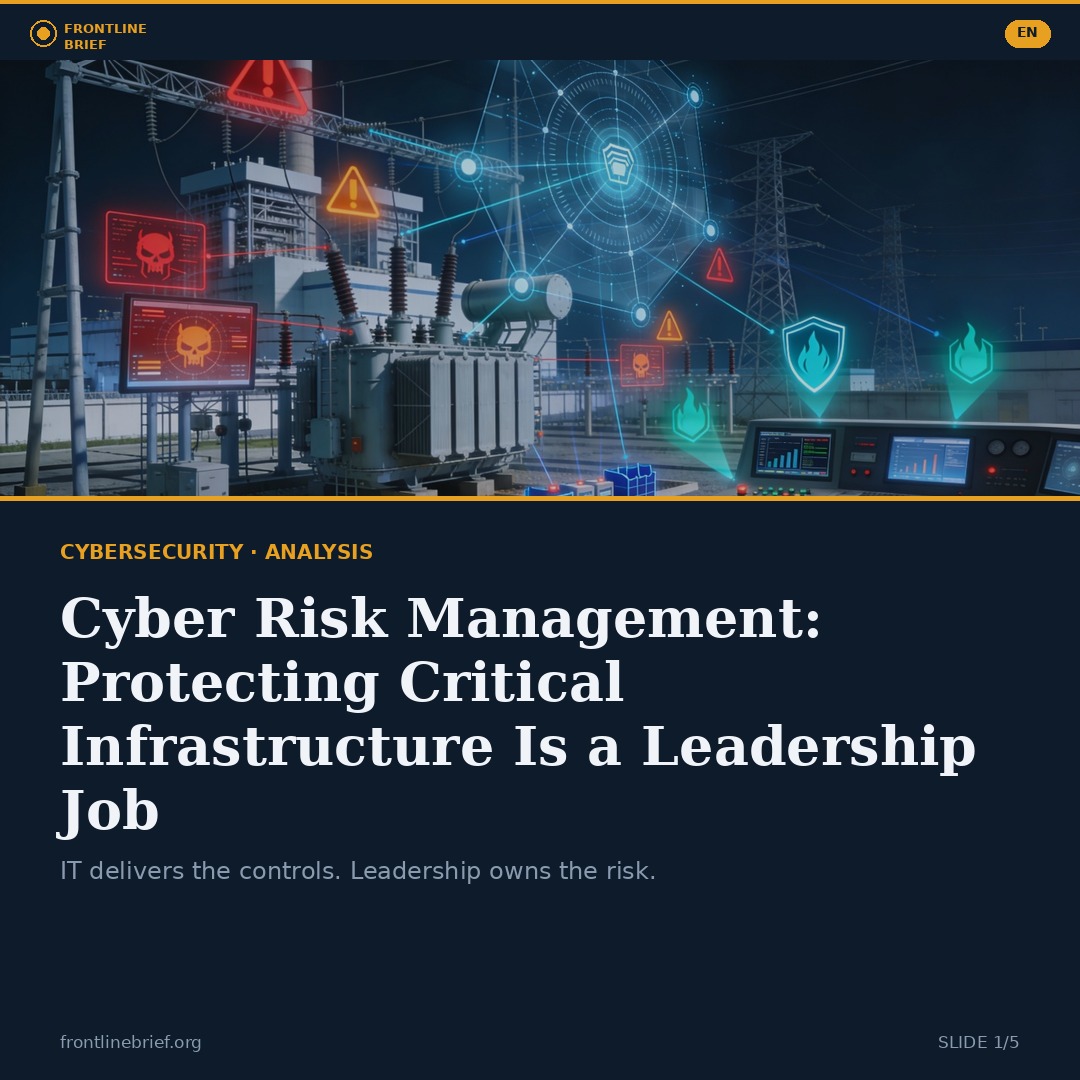 FRONTLINE
BRIEF
EN
CYBERSECURITY · ANALYSIS
Cyber Risk Management:
Protecting Critical
Infrastructure Is a Leadership
Job
IT delivers the controls. Leadership owns the risk.
frontlinebrief.org
SLIDE 1/5